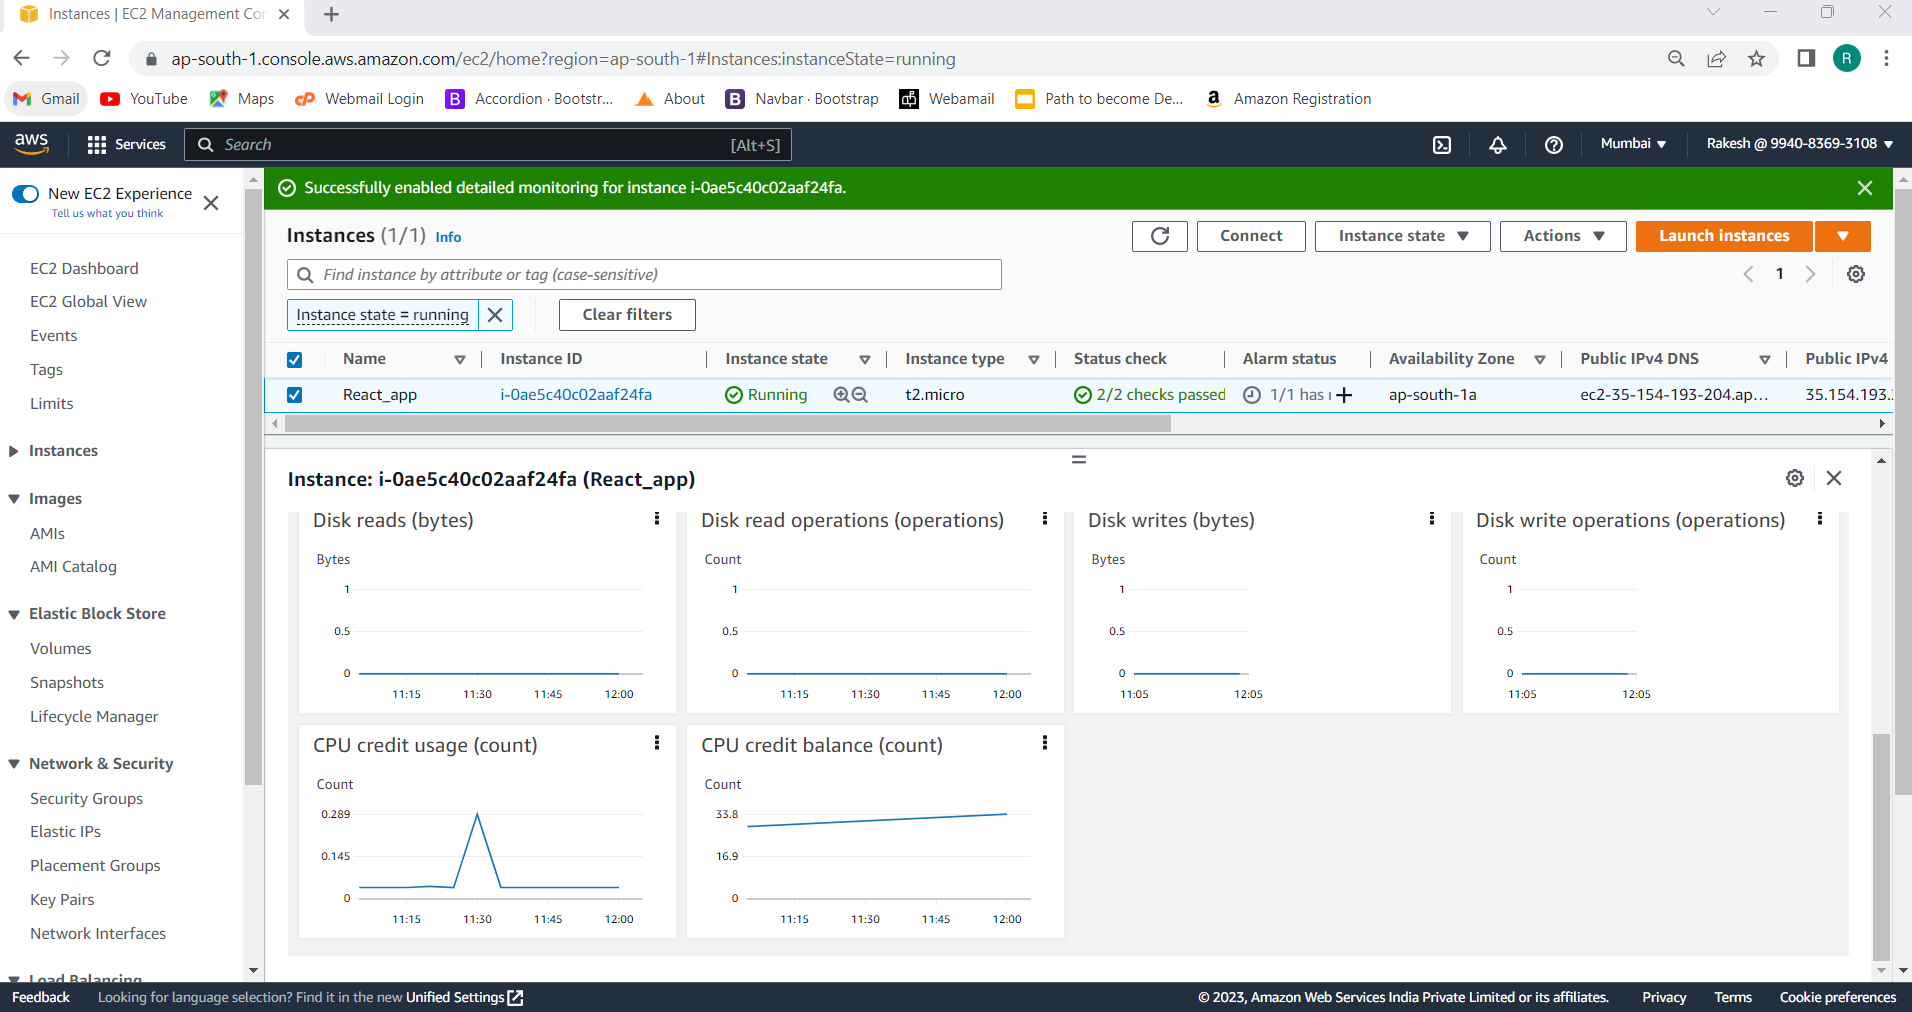 Instances | EC2 Management Cor
ap-south-1.console.aws.amazon.com/ec2/home?region=ap-south-1#Instances:instanceState=running
R
Gmail YouTube Maps Webmail Login Accordion · Bootstr... About Navbar · Bootstrap Webamail Path to become De... Amazon Registration
aws Services Search [Alt+S] Mumbai Rakesh @ 9940-8369-3108
New EC2 Experience
Tell us what you think
EC2 Dashboard
EC2 Global View
Events
Tags
Limits
Instances
Images
AMIs
AMI Catalog
Elastic Block Store
Volumes
Snapshots
Lifecycle Manager
Network & Security
Security Groups
Elastic IPs
Placement Groups
Key Pairs
Network Interfaces
Load Balancing
Successfully enabled detailed monitoring for instance i-0ae5c40c02aaf24fa.
Instances (1/1) Info Connect Instance state Actions Launch instances
Find instance by attribute or tag (case-sensitive) 1
Instance state = running Clear filters
Name Instance ID Instance state Instance type Status check Alarm status Availability Zone Public IPv4 DNS Public IPv4
React_app i-0ae5c40c02aaf24fa Running t2.micro 2/2 checks passed 1/1 has ap-south-1a ec2-35-154-193-204.ap... 35.154.193.
Instance: i-0ae5c40c02aaf24fa (React_app)
Disk reads (bytes)
Bytes
1
0.5
0
11:15 11:30 11:45 12:00
Disk read operations (operations)
Count
1
0.5
0
11:15 11:30 11:45 12:00
Disk writes (bytes)
Bytes
1
0.5
0
11:05 12:05
Disk write operations (operations)
Count
1
0.5
0
11:05 12:05
CPU credit usage (count)
Count
0.289
0.145
0
11:15 11:30 11:45 12:00
CPU credit balance (count)
Count
33.8
16.9
0
11:15 11:30 11:45 12:00
Feedback Looking for language selection? Find it in the new Unified Settings © 2023, Amazon Web Services India Private Limited or its affiliates. Privacy Terms Cookie preferences